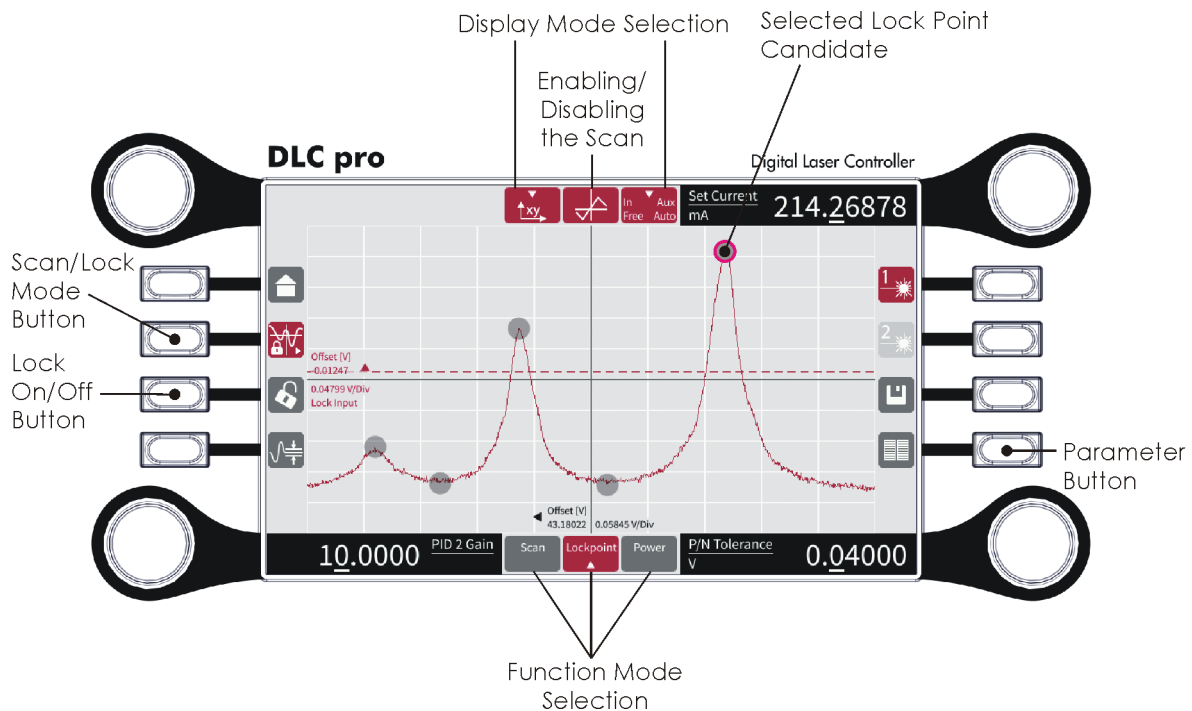 Display Mode Selection
Selected Lock Point
Candidate
Enabling/
Disabling
the Scan
DLC pro
Digital Laser Controller
xy
In Aux
Free Auto
Set Current
mA
214.26878
Scan/Lock
Mode
Button
Lock
On/Off
Button
1
2
Offset [V]
-0.01247
0.04799 V/Div
Lock Input
Parameter
Button
Offset [V]
43.18022 0.05845 V/Div
10.0000
PID 2 Gain
Scan
Lockpoint
Power
P/N Tolerance
V
0.04000
Function Mode
Selection